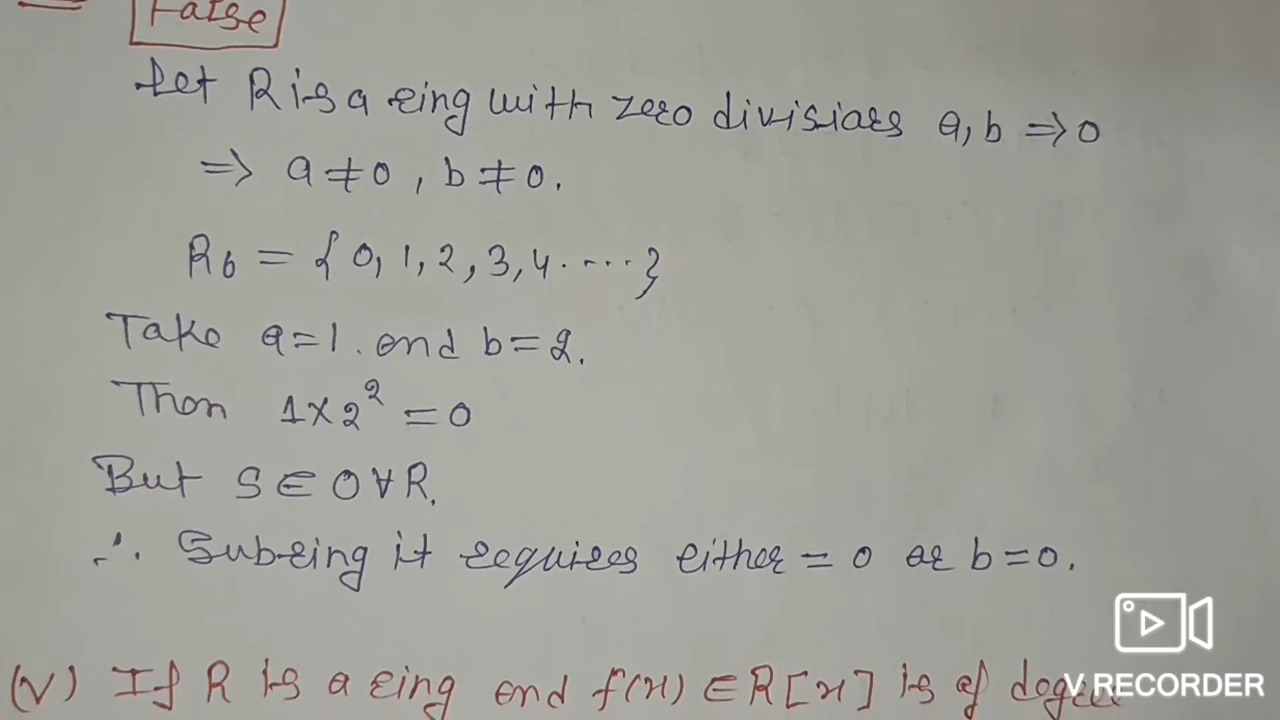 False
Let R is a ring with zero divisiars a, b ⇒ 0
⇒ a ≠ 0, b ≠ 0.
R6 = { 0, 1, 2, 3, 4 ..... }
Take a = 1. and b = 2.
Then 1 × 2² = 0
But S ∈ 0 ∀ R.
∴ Subring it requires either = 0 or b = 0.
(V) If R is a ring and f(x) ∈ R [x] is of degree
V RECORDER